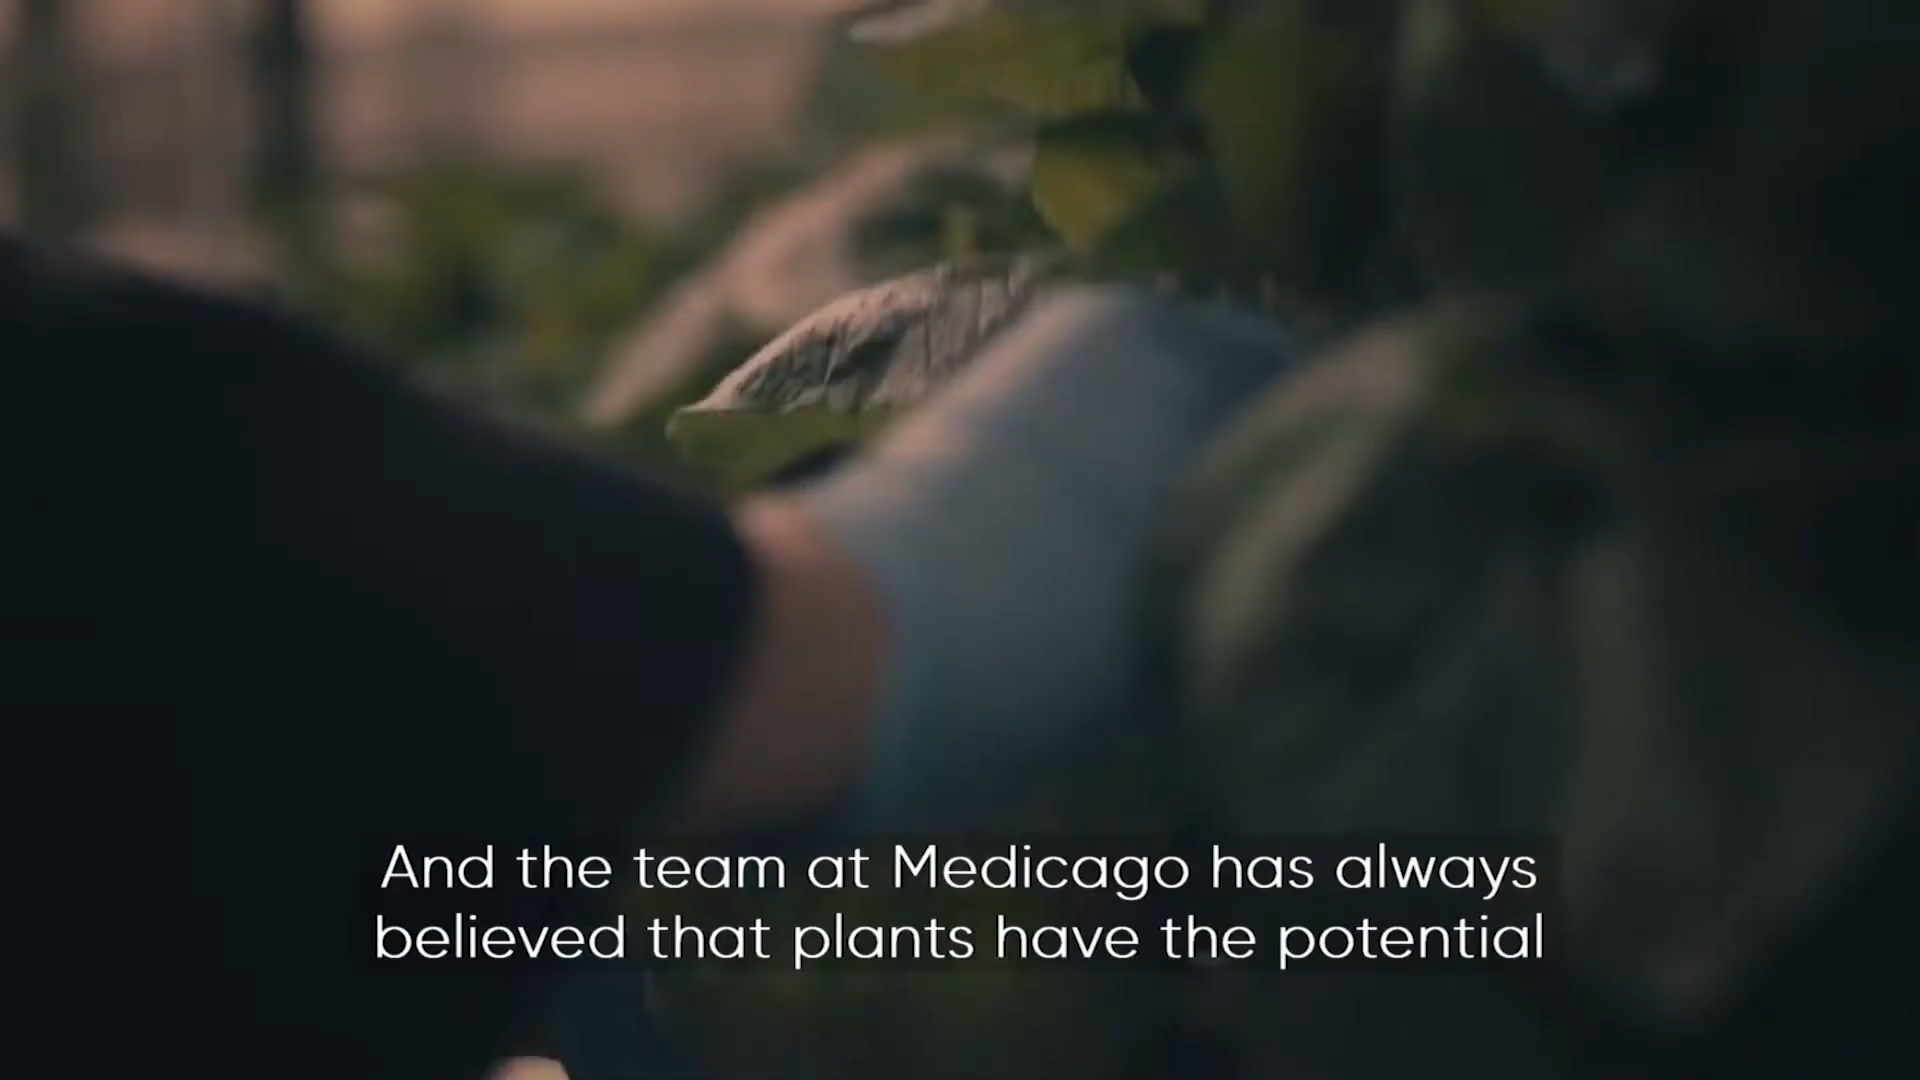 And the team at Medicago has always
believed that plants have the potential